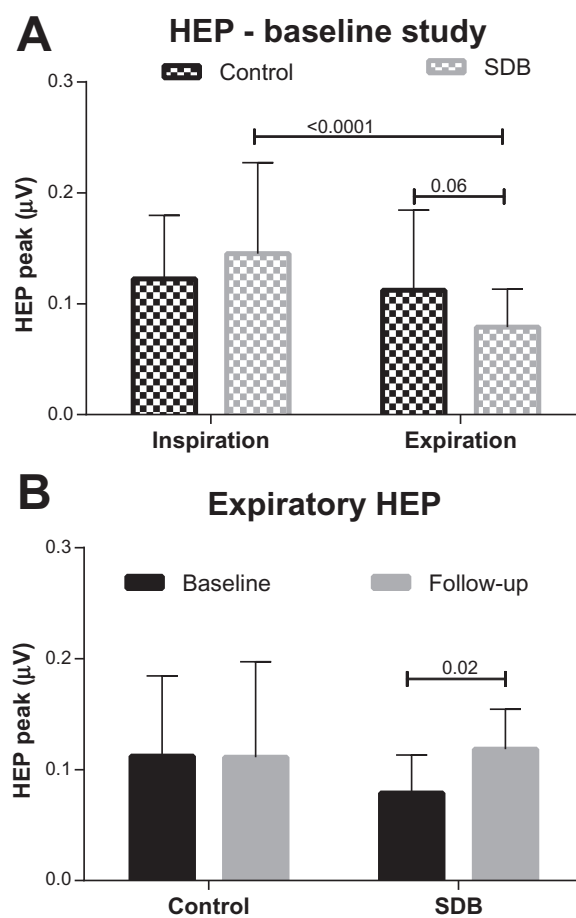 A
HEP - baseline study
Control SDB
0.3
<0.0001
0.2
0.06
HEP peak (μV)
0.1
0.0
Inspiration Expiration
B
Expiratory HEP
0.3
Baseline Follow-up
0.2
0.02
HEP peak (μV)
0.1
0.0
Control SDB